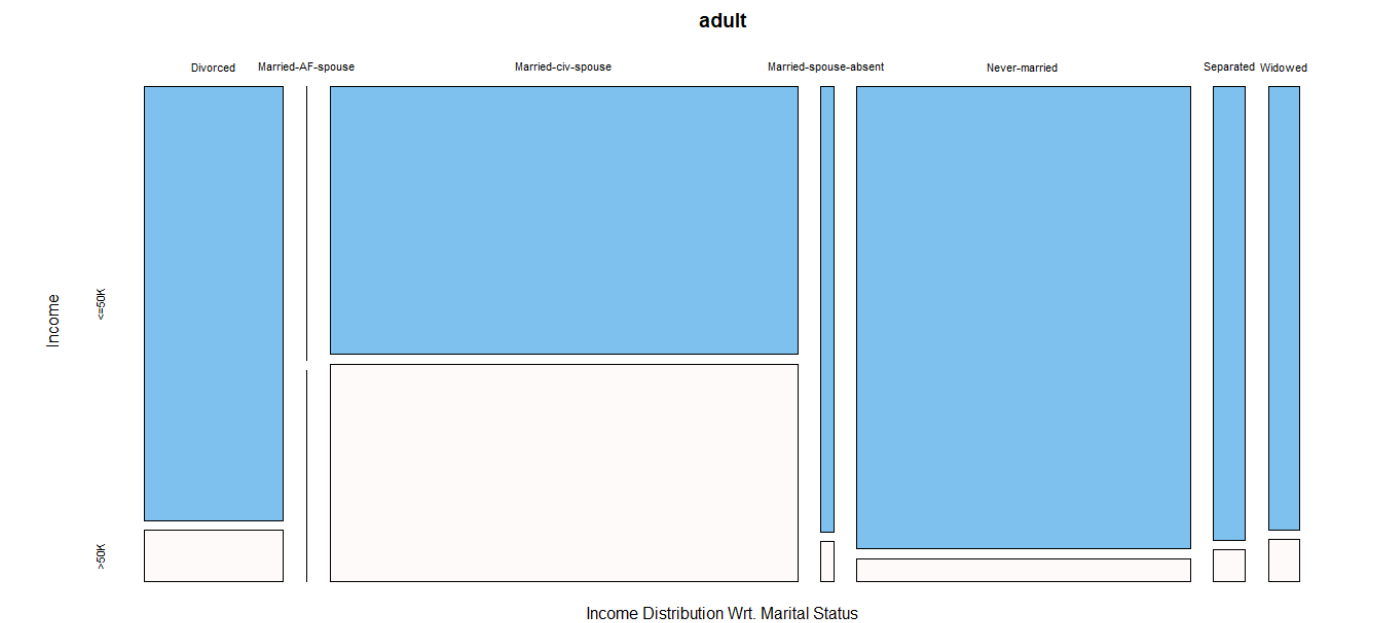 adult
Divorced
Married-AF-spouse
Married-civ-spouse
Married-spouse-absent
Never-married
Separated
Widowed
Income
<=50K
>50K
Income Distribution Wrt. Marital Status